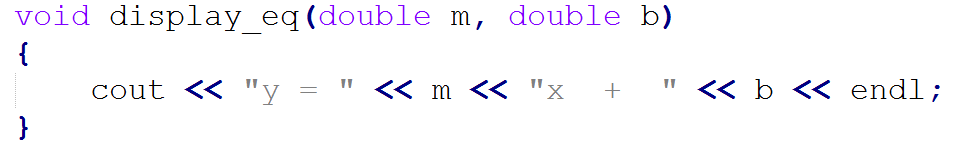 void display_eq(double m, double b)
{
    cout << "y = " << m << "x  +  " << b << endl;
}